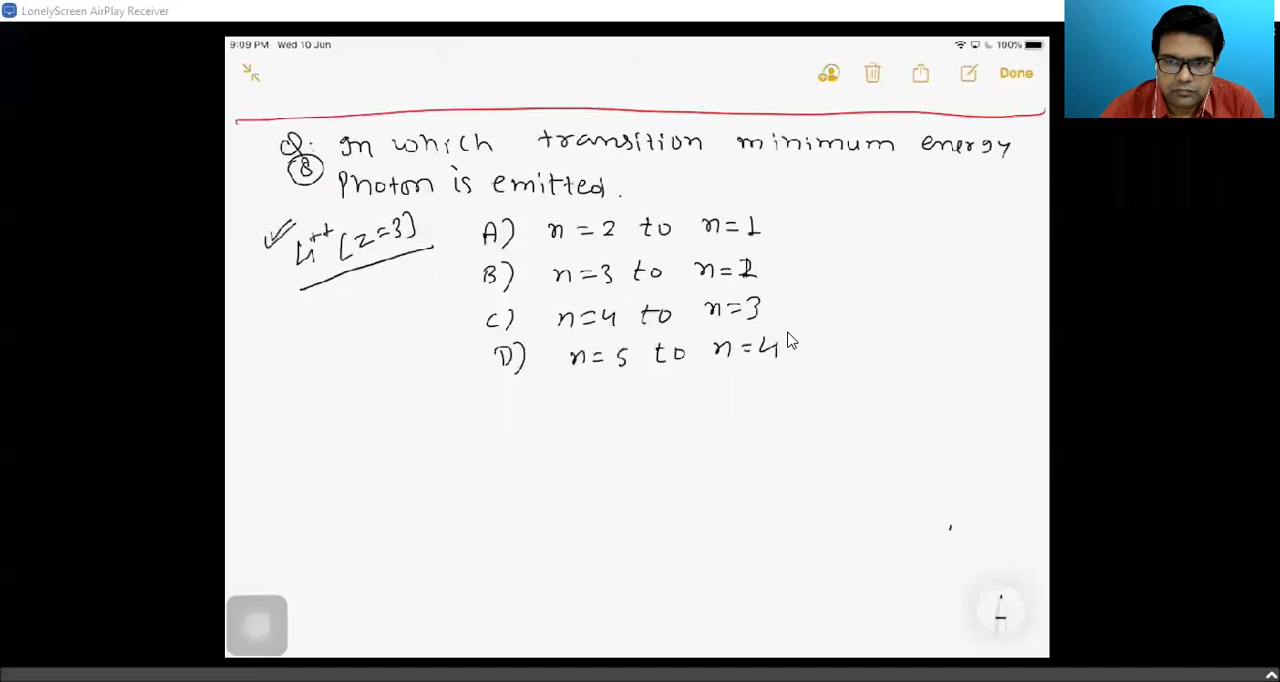 LonelyScreen AirPlay Receiver
9:09 PM Wed 10 Jun
100%
Done
Q. In which transition minimum energy
8 Photon is emitted.
Li++ [Z=3]
A) n = 2 to n = 1
B) n = 3 to n = 2
C) n = 4 to n = 3
D) n = 5 to n = 4